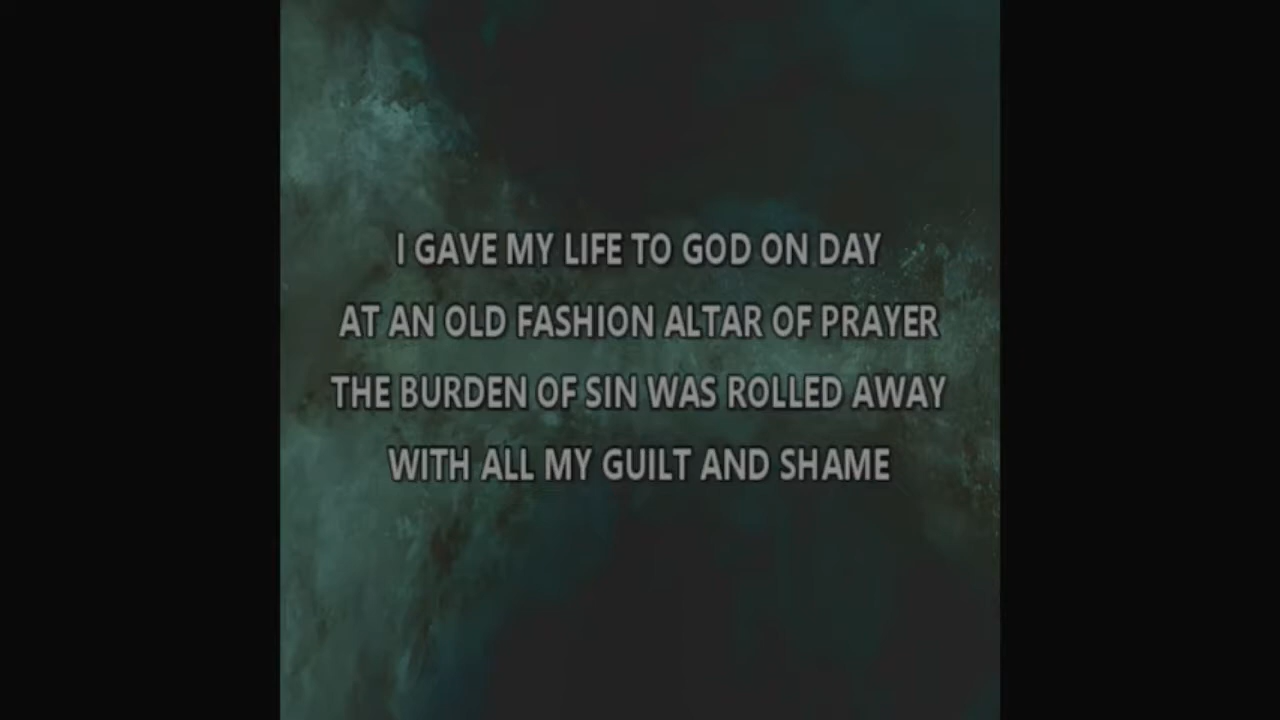 I GAVE MY LIFE TO GOD ON DAY
AT AN OLD FASHION ALTAR OF PRAYER
THE BURDEN OF SIN WAS ROLLED AWAY
WITH ALL MY GUILT AND SHAME